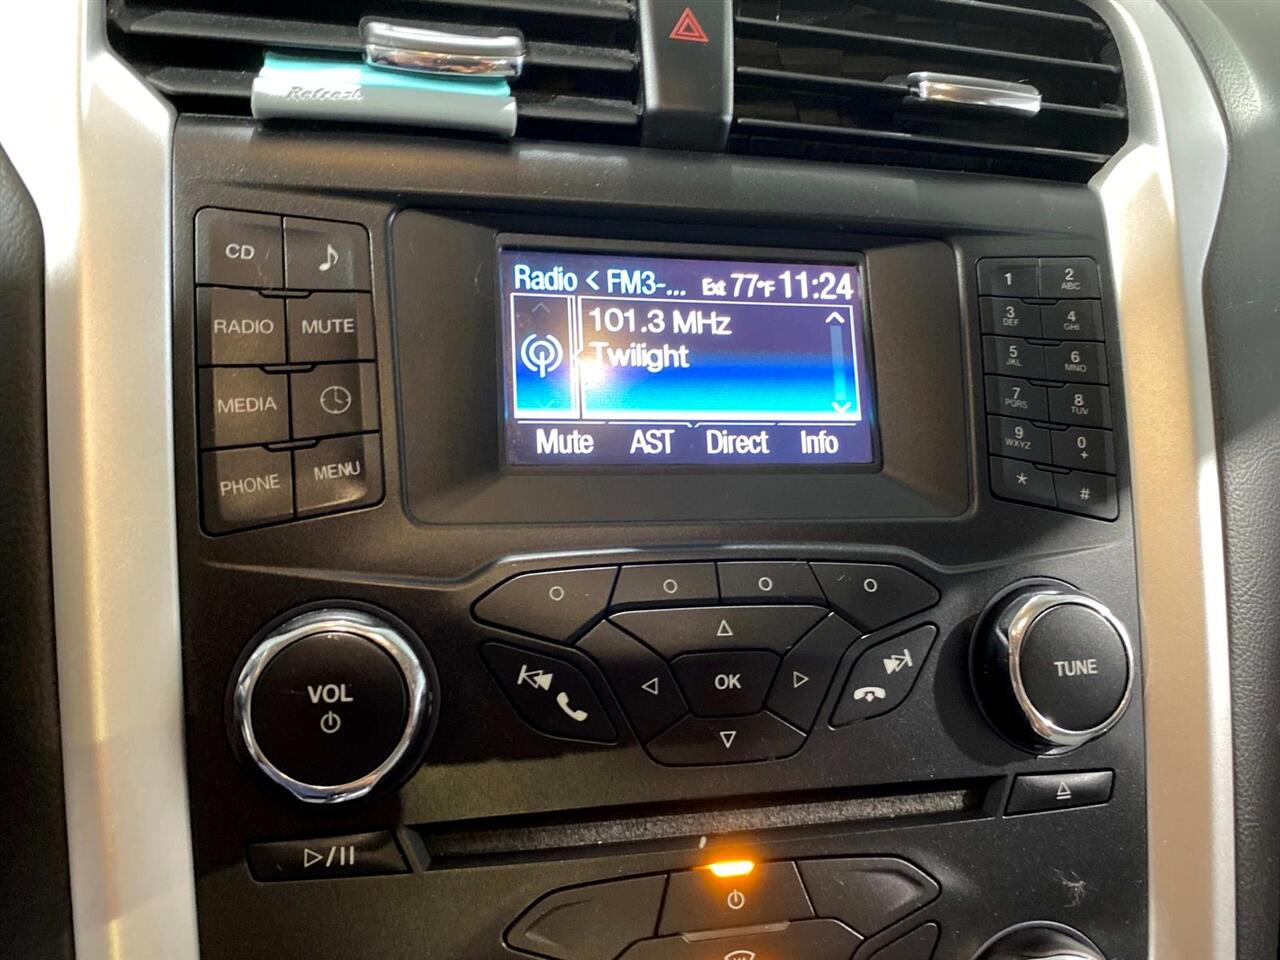 Refresh
Radio < FM3-... Ext 77°F 11:24
101.3 MHz
Twilight
Mute AST Direct Info
CD
RADIO MUTE
MEDIA
PHONE MENU
1 2 ABC
3 DEF 4 GHI
5 JKL 6 MNO
7 PQRS 8 TUV
9 WXYZ 0 +
* #
VOL
OK
TUNE